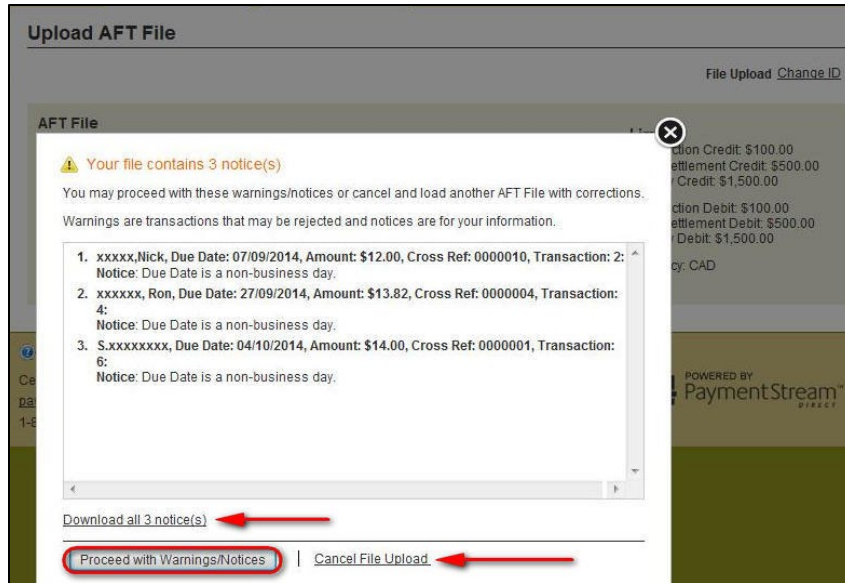 Upload AFT File
File Upload Change ID
AFT File
ction Credit: $100.00
ettlement Credit: $500.00
Credit: $1,500.00
ction Debit: $100.00
ettlement Debit: $500.00
Debit: $1,500.00
cy: CAD
Your file contains 3 notice(s)
You may proceed with these warnings/notices or cancel and load another AFT File with corrections.
Warnings are transactions that may be rejected and notices are for your information.
1. xxxxx,Nick, Due Date: 07/09/2014, Amount: $12.00, Cross Ref: 0000010, Transaction: 2:
Notice: Due Date is a non-business day.
2. xxxxxx, Ron, Due Date: 27/09/2014, Amount: $13.82, Cross Ref: 0000004, Transaction:
4:
Notice: Due Date is a non-business day.
3. S.xxxxxxxx, Due Date: 04/10/2014, Amount: $14.00, Cross Ref: 0000001, Transaction:
6:
Notice: Due Date is a non-business day.
Ce
pa
1-8
POWERED BY
PaymentStream™
DIRECT
Download all 3 notice(s)
Proceed with Warnings/Notices | Cancel File Upload